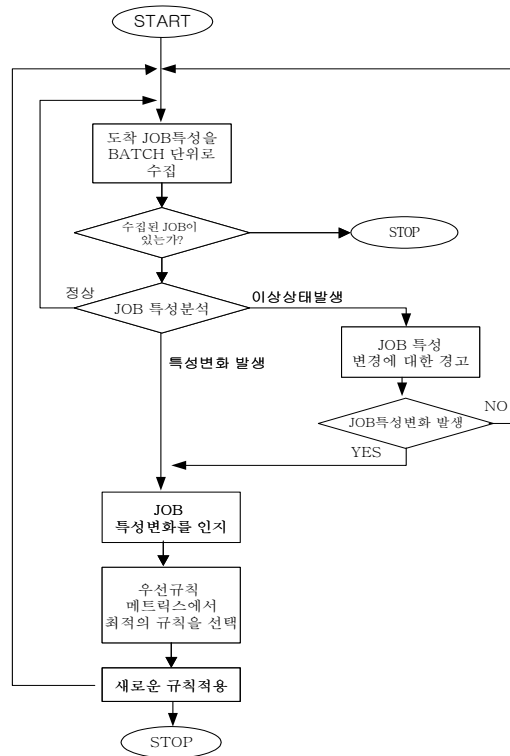 START
도착 JOB특성을
BATCH 단위로
수집
수집된 JOB이
있는가?
STOP
정상
JOB 특성분석
이상상태발생
특성변화 발생
JOB 특성
변경에 대한 경고
JOB특성변화 발생
NO
YES
JOB
특성변화를 인지
우선규칙
메트릭스에서
최적의 규칙을 선택
새로운 규칙적용
STOP